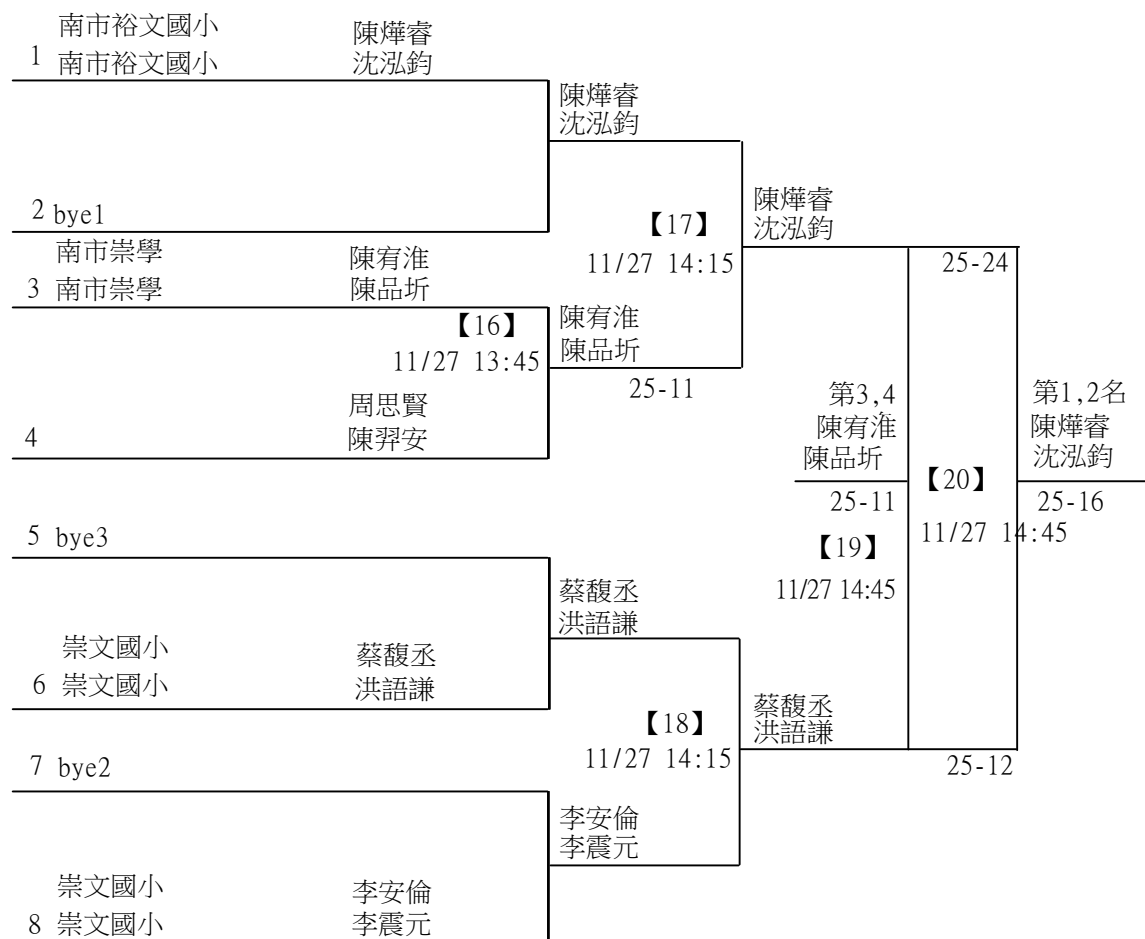 南市裕文國小 陳燁睿
1 南市裕文國小 沈泓鈞
陳燁睿
沈泓鈞
2 bye1
陳燁睿
沈泓鈞
【17】
11/27 14:15
25-24
南市崇學 陳宥淮
3 南市崇學 陳品圻
【16】
11/27 13:45
陳宥淮
陳品圻
25-11
周思賢
4 陳羿安
第3,4
陳宥淮
陳品圻
25-11
【19】
11/27 14:45
第1,2名
陳燁睿
沈泓鈞
【20】
25-16
11/27 14:45
5 bye3
蔡馥丞
洪語謙
崇文國小 蔡馥丞
6 崇文國小 洪語謙
【18】
11/27 14:15
蔡馥丞
洪語謙
25-12
7 bye2
李安倫
李震元
崇文國小 李安倫
8 崇文國小 李震元